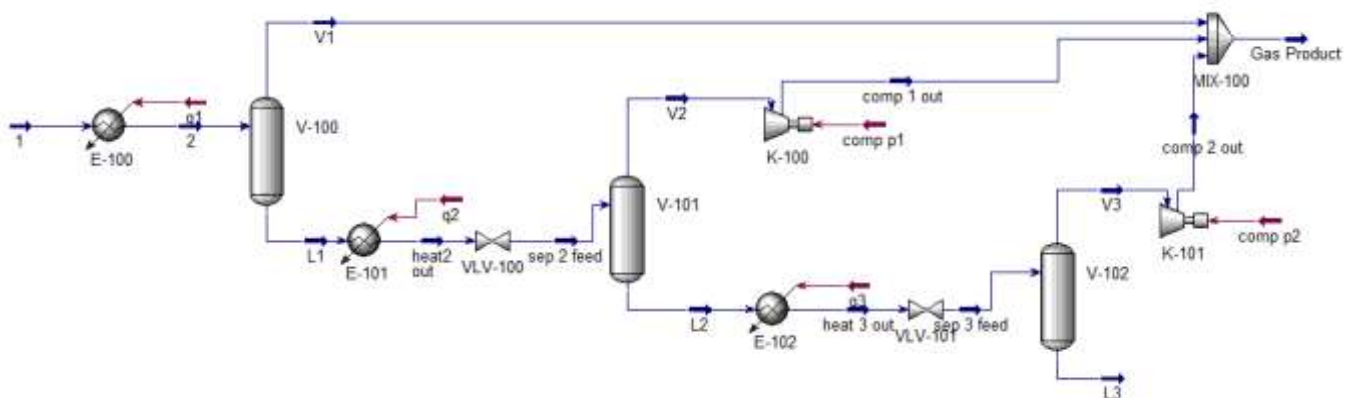 V1
Gas Product
MIX-100
1
E-100
q1
2
V-100
V2
comp 1 out
K-100
comp p1
comp 2 out
L1
E-101
q2
heat2
out
VLV-100
sep 2 feed
V-101
V3
K-101
comp p2
L2
E-102
q3
heat 3 out
VLV-101
sep 3 feed
V-102
L3